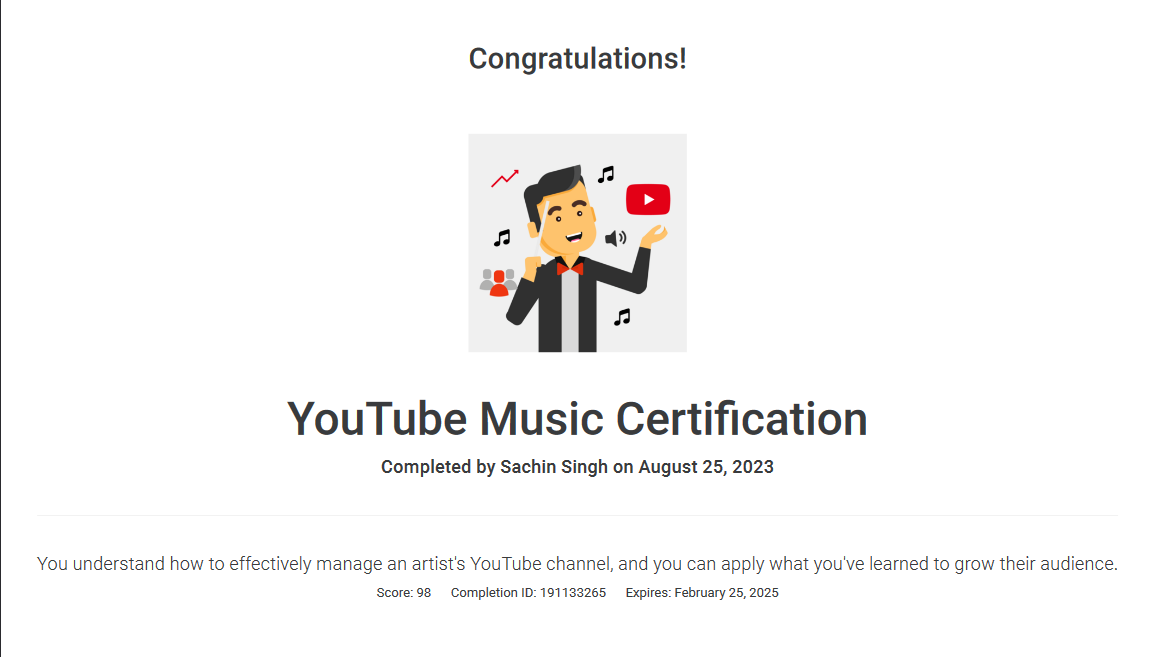 Congratulations!
YouTube Music Certification
Completed by Sachin Singh on August 25, 2023
You understand how to effectively manage an artist's YouTube channel, and you can apply what you've learned to grow their audience.
Score: 98 Completion ID: 191133265 Expires: February 25, 2025